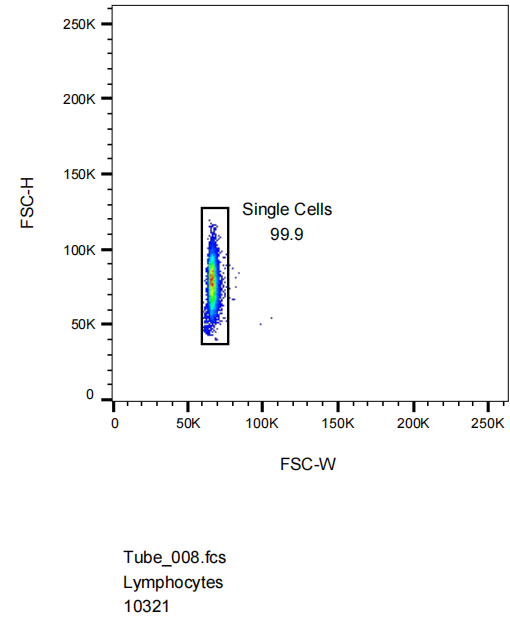 250K
200K
150K
100K
50K
0
FSC-H
Single Cells
99.9
0 50K 100K 150K 200K 250K
FSC-W
Tube_008.fcs
Lymphocytes
10321